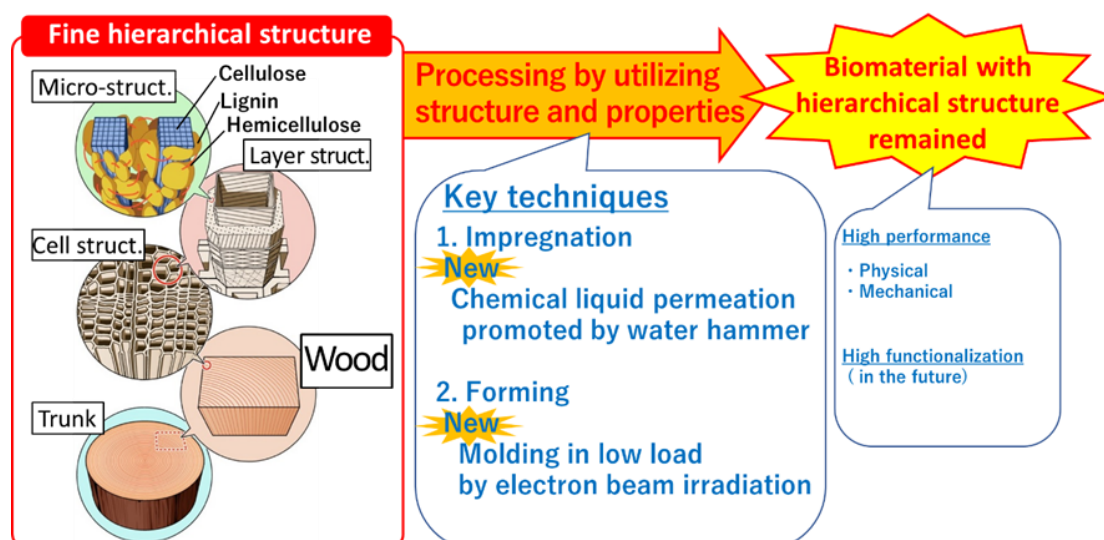 Fine hierarchical structure
Micro-struct.
Cellulose
Lignin
Hemicellulose
Layer struct.
Cell struct.
Wood
Trunk
Processing by utilizing
structure and properties
Key techniques
1. Impregnation
New
Chemical liquid permeation
promoted by water hammer
2. Forming
New
Molding in low load
by electron beam irradiation
Biomaterial with
hierarchical structure
remained
High performance
・Physical
・Mechanical
High functionalization
( in the future)